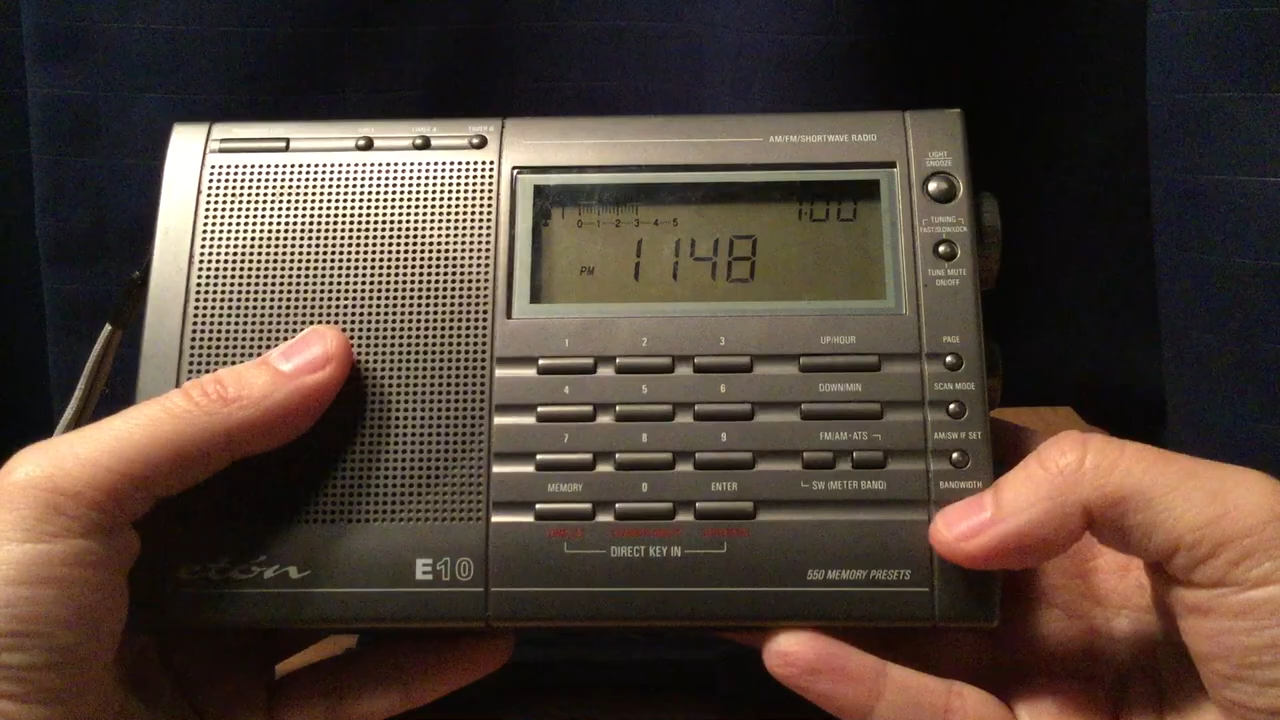 AM/FM/SHORTWAVE RADIO
LIGHT
SNOOZE
1:00
0 1 2 3 4 5
PM 1148
TUNING
FAST/SLOW/LOCK
TUNE MUTE
ON/OFF
1 2 3 UP/HOUR
PAGE
4 5 6 DOWN/MIN
SCAN MODE
7 8 9 FM/AM•ATS
AM/SW IF SET
MEMORY 0 ENTER SW (METER BAND)
BANDWIDTH
DIRECT KEY IN
E10
550 MEMORY PRESETS